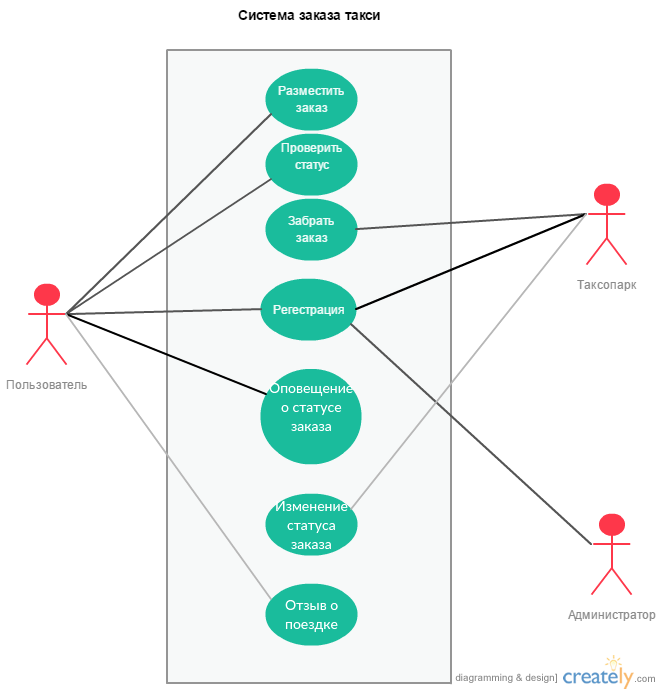 Система заказа такси
Разместить
заказ
Проверить
статус
Забрать
заказ
Таксопарк
Регестрация
Пользователь
Оповещение
о статусе
заказа
Изменение
статуса
заказа
Отзыв о
поездке
Администратор
diagramming & design] creately.com